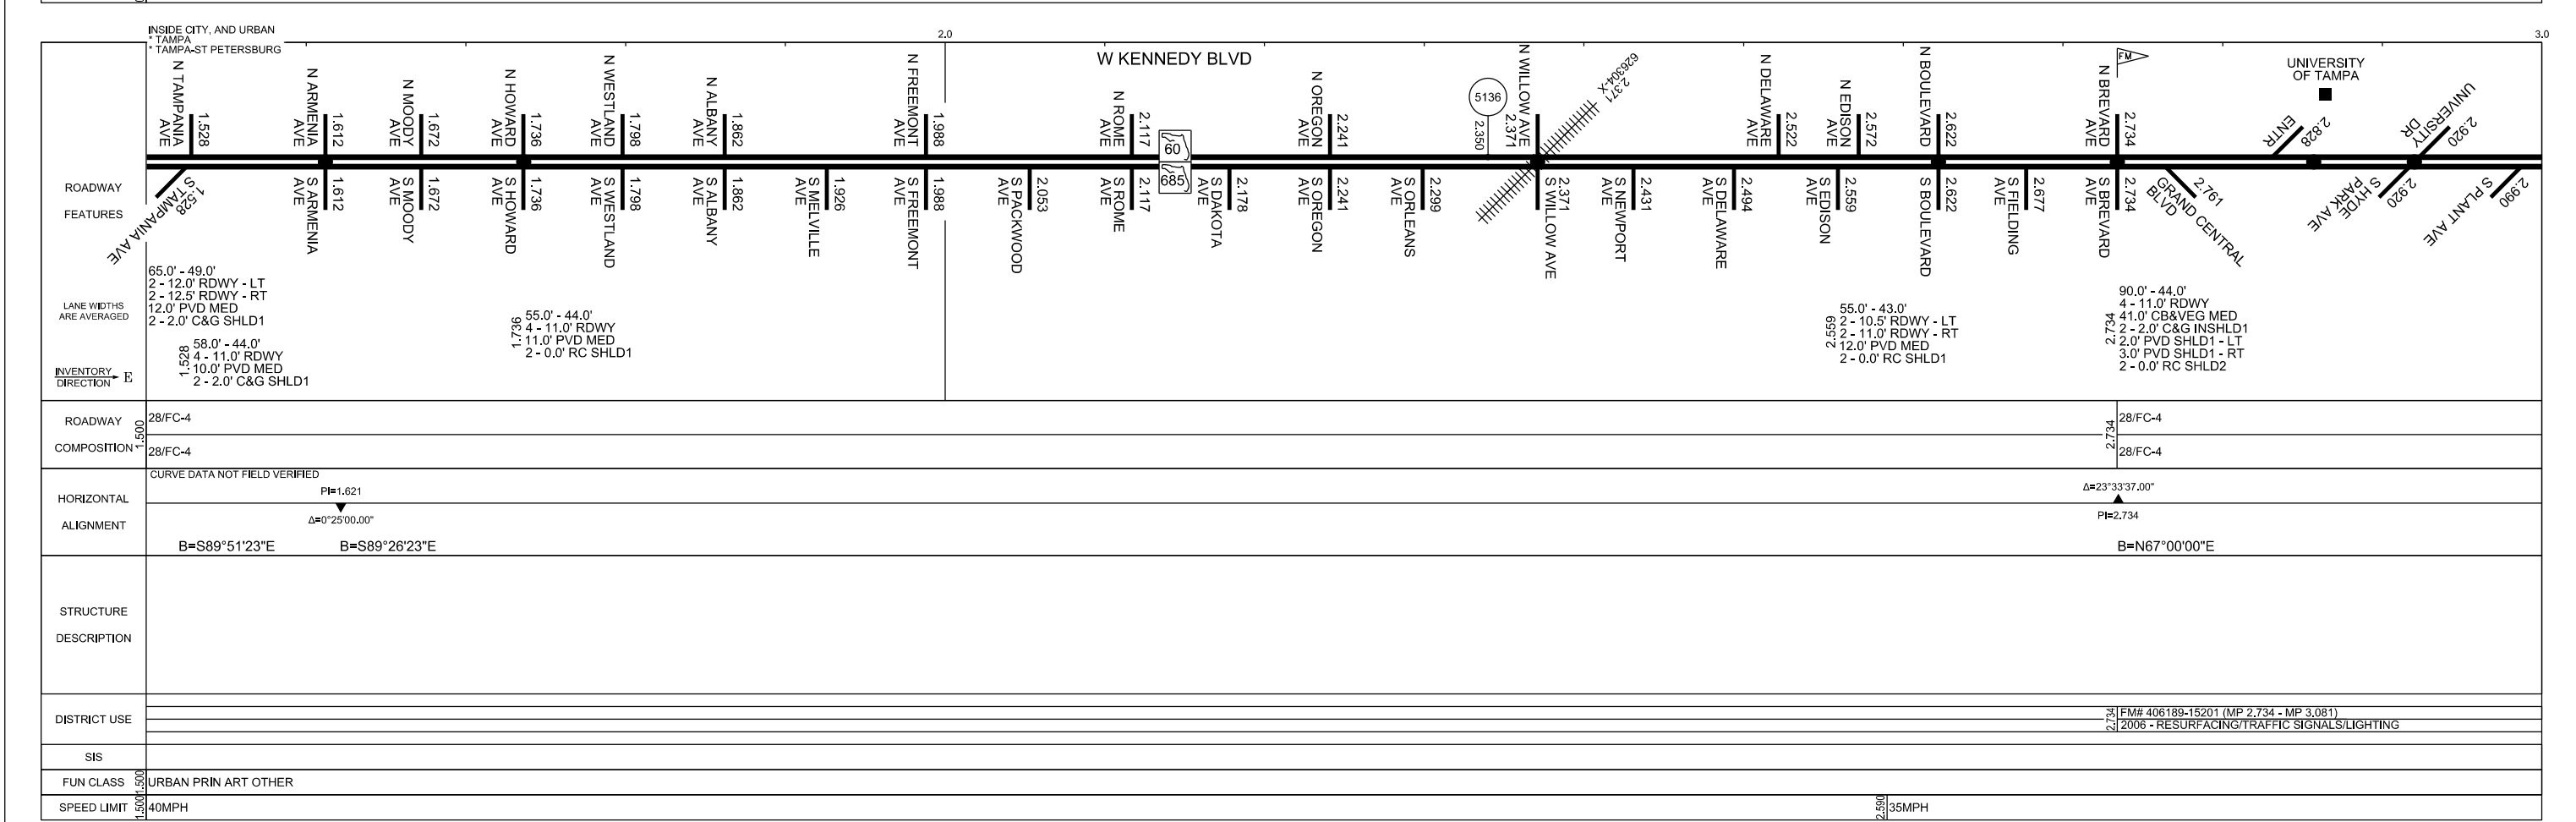 INSIDE CITY, AND URBAN
* TAMPA
* TAMPA-ST PETERSBURG
2.0
3.0
W KENNEDY BLVD
N TAMPANIA
AVE
1.528
N ARMENIA
AVE
1.612
N MOODY
AVE
1.672
N HOWARD
AVE
1.736
N WESTLAND
AVE
1.798
N ALBANY
AVE
1.862
N FREEMONT
AVE
1.988
N ROME
AVE
2.117
60
685
N OREGON
AVE
2.241
5136
2.350
N WILLOW AVE
2.371
626304-X
2.371
N DELAWARE
AVE
2.522
N EDISON
AVE
2.572
N BOULEVARD
2.622
N BREVARD
AVE
2.734
FM
ENTR
2.828
UNIVERSITY
OF TAMPA
UNIVERSITY
DR
2.920
ROADWAY
FEATURES
S TAMPANIA AVE
1.528
S ARMENIA
AVE
1.612
S MOODY
AVE
1.672
S HOWARD
AVE
1.736
S WESTLAND
AVE
1.798
S ALBANY
AVE
1.862
S MELVILLE
AVE
1.926
S FREEMONT
AVE
1.988
S PACKWOOD
AVE
2.053
S ROME
AVE
2.117
S DAKOTA
AVE
2.178
S OREGON
AVE
2.241
S ORLEANS
AVE
2.299
S WILLOW AVE
2.371
S NEWPORT
AVE
2.431
S DELAWARE
AVE
2.494
S EDISON
AVE
2.559
S BOULEVARD
2.622
S FIELDING
AVE
2.677
S BREVARD
AVE
2.734
GRAND CENTRAL
BLVD
2.761
S HYDE
PARK AVE
2.920
S PLANT AVE
2.990
LANE WIDTHS
ARE AVERAGED
65.0' - 49.0'
2 - 12.0' RDWY - LT
2 - 12.5' RDWY - RT
12.0' PVD MED
2 - 2.0' C&G SHLD1
1.528
58.0' - 44.0'
4 - 11.0' RDWY
10.0' PVD MED
2 - 2.0' C&G SHLD1
1.736
55.0' - 44.0'
4 - 11.0' RDWY
11.0' PVD MED
2 - 0.0' RC SHLD1
2.559
55.0' - 43.0'
2 - 10.5' RDWY - LT
2 - 11.0' RDWY - RT
12.0' PVD MED
2 - 0.0' RC SHLD1
2.734
90.0' - 44.0'
4 - 11.0' RDWY
41.0' CB&VEG MED
2 - 2.0' C&G INSHLD1
2.0' PVD SHLD1 - LT
3.0' PVD SHLD1 - RT
2 - 0.0' RC SHLD2
INVENTORY
DIRECTION E
ROADWAY
COMPOSITION
1.500
28/FC-4
28/FC-4
2.734
28/FC-4
28/FC-4
HORIZONTAL
ALIGNMENT
CURVE DATA NOT FIELD VERIFIED
PI=1.621
Δ=0°25'00.00"
B=S89°51'23"E
B=S89°26'23"E
Δ=23°33'37.00"
PI=2.734
B=N67°00'00"E
STRUCTURE
DESCRIPTION
DISTRICT USE
2.734
FM# 406189-15201 (MP 2.734 - MP 3.081)
2006 - RESURFACING/TRAFFIC SIGNALS/LIGHTING
SIS
FUN CLASS
1.500
URBAN PRIN ART OTHER
SPEED LIMIT
1.500
40MPH
2.590
35MPH